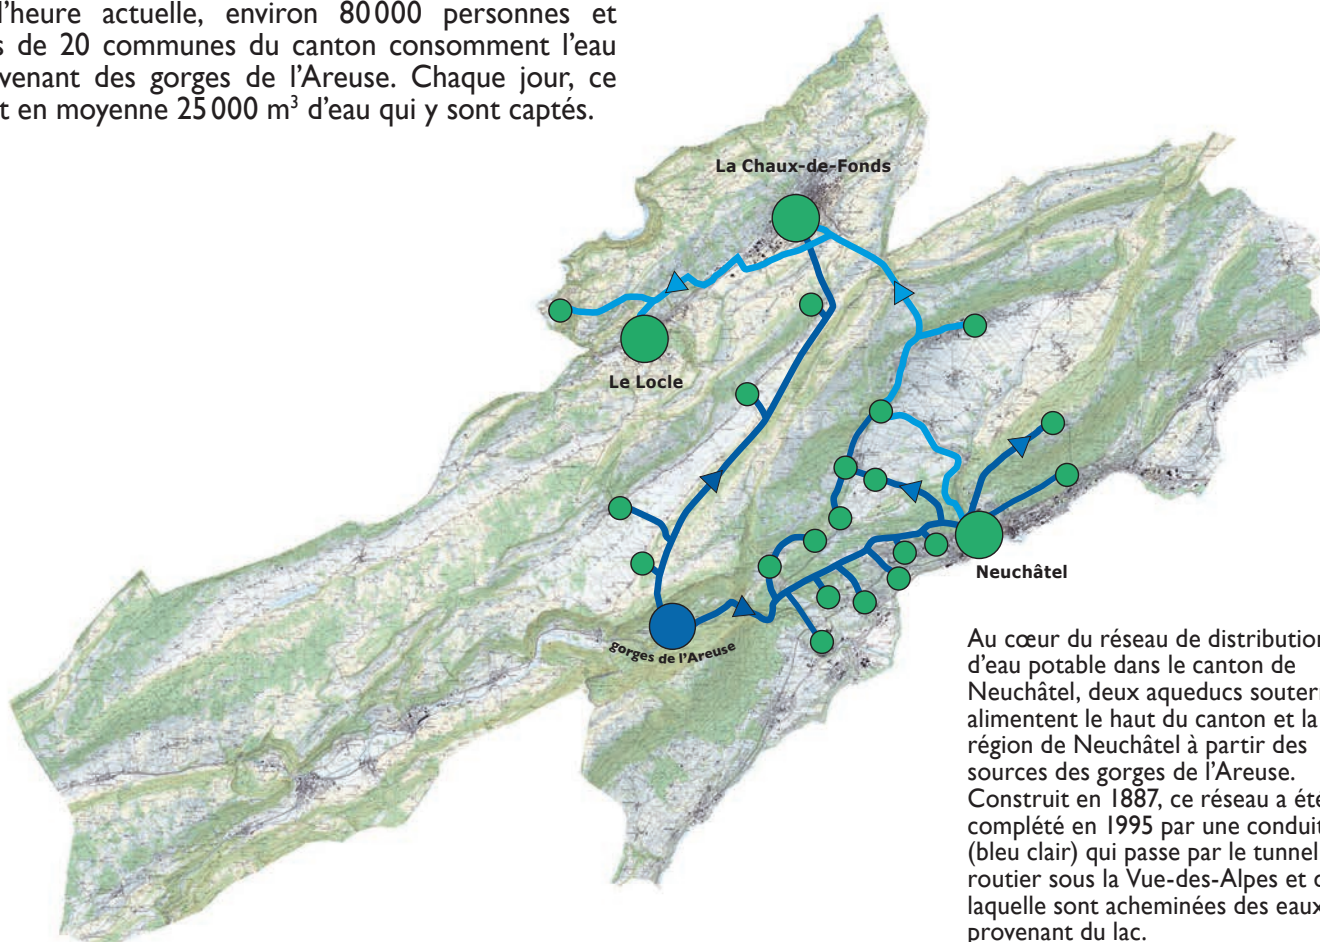 l'heure actuelle, environ 80 000 personnes et
de 20 communes du canton consomment l'eau
venant des gorges de l'Areuse. Chaque jour, ce
en moyenne 25 000 m³ d'eau qui y sont captés.
La Chaux-de-Fonds
Le Locle
Neuchâtel
gorges de l'Areuse
Au cœur du réseau de distribution
d'eau potable dans le canton de
Neuchâtel, deux aqueducs souterr
alimentent le haut du canton et la
région de Neuchâtel à partir des
sources des gorges de l'Areuse.
Construit en 1887, ce réseau a été
complété en 1995 par une conduit
(bleu clair) qui passe par le tunnel
routier sous la Vue-des-Alpes et d
laquelle sont acheminées des eaux
provenant du lac.